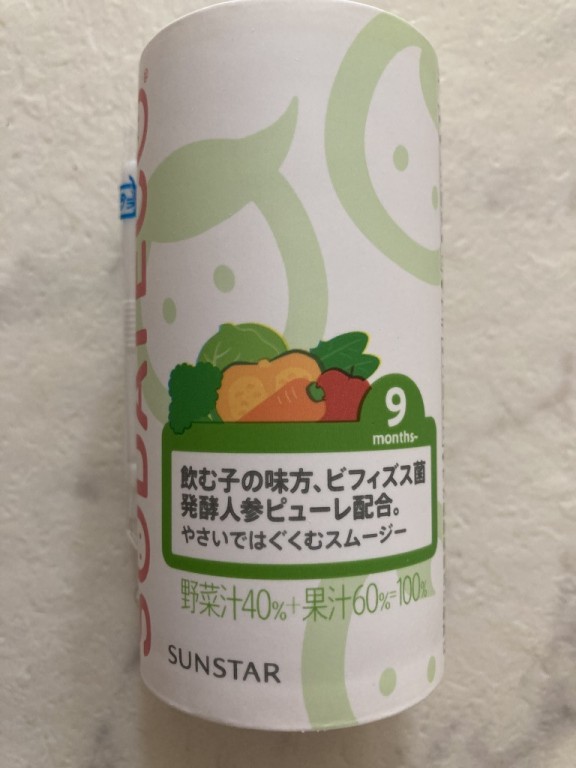 9
months~
飲む子の味方、ビフィズス菌
発酵人参ピューレ配合。
やさいではぐくむスムージー
野菜汁40%+果汁60%=100%
SUNSTAR